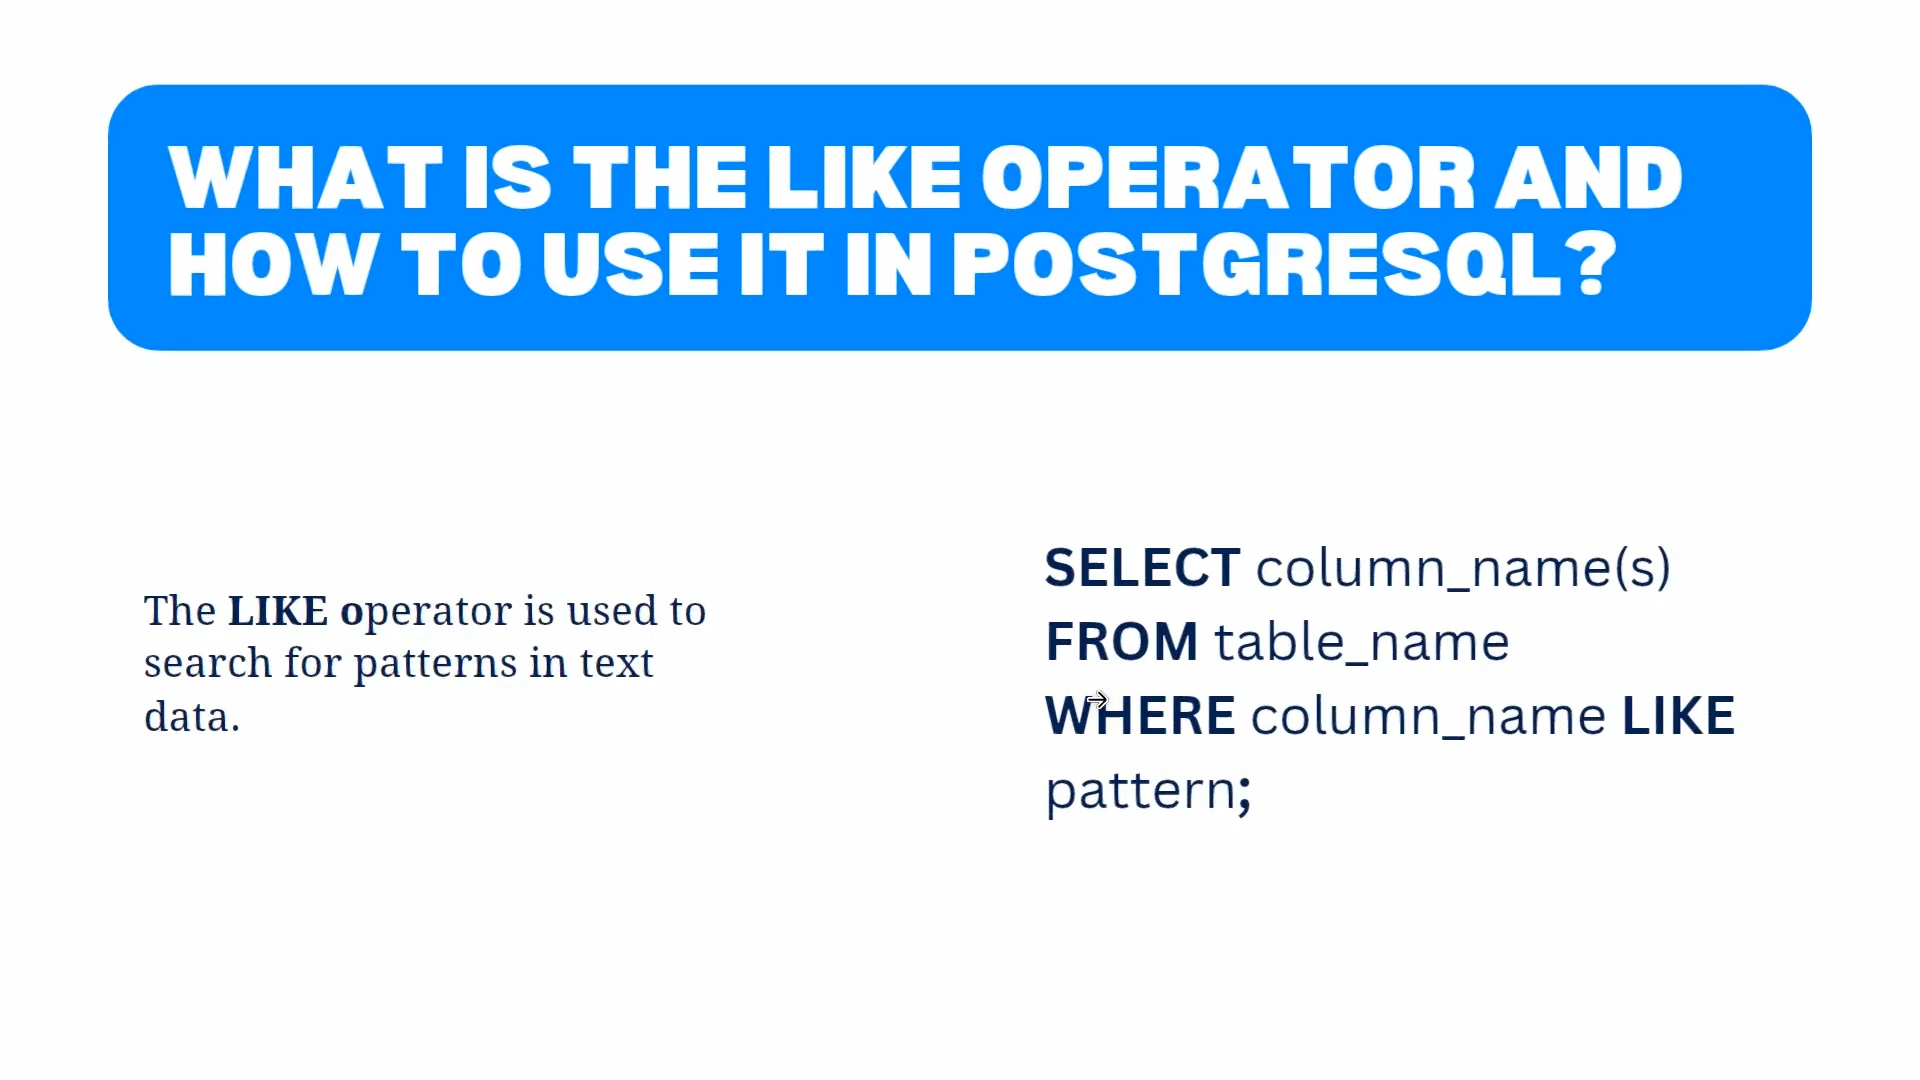 WHAT IS THE LIKE OPERATOR AND
HOW TO USE IT IN POSTGRESQL?
The LIKE operator is used to
search for patterns in text
data.
SELECT column_name(s)
FROM table_name
WHERE column_name LIKE
pattern;